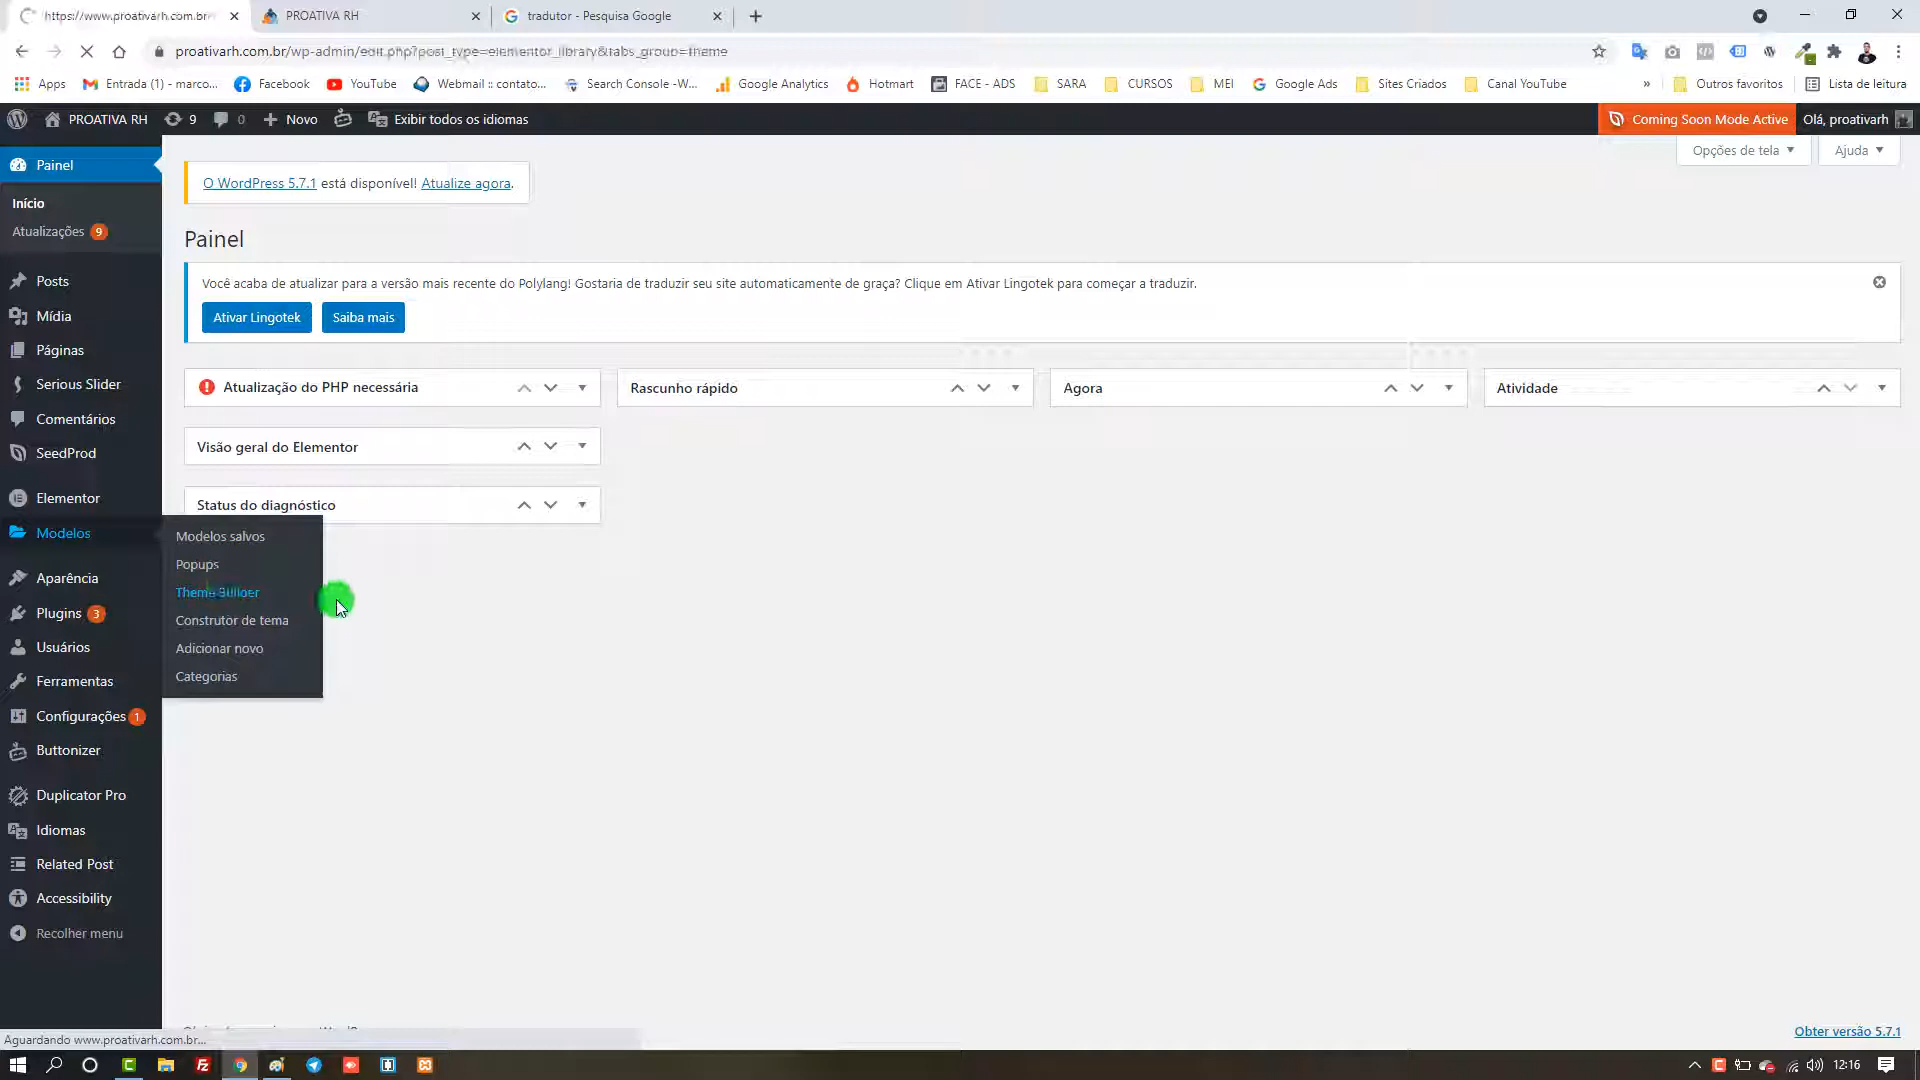 https://www.proativarh.com.br
PROATIVA RH
tradutor - Pesquisa Google
proativarh.com.br/wp-admin/edit.php?post_type=elementor_library&tabs_group=theme
Apps
Entrada (1) - marco...
Facebook
YouTube
Webmail :: contato...
Search Console -W...
Google Analytics
Hotmart
FACE - ADS
SARA
CURSOS
MEI
Google Ads
Sites Criados
Canal YouTube
»
Outros favoritos
Lista de leitura
PROATIVA RH
9
0
Novo
Exibir todos os idiomas
Coming Soon Mode Active
Olá, proativarh
Painel
Opções de tela
Ajuda
O WordPress 5.7.1 está disponível! Atualize agora.
Início
Atualizações 9
Painel
Você acaba de atualizar para a versão mais recente do Polylang! Gostaria de traduzir seu site automaticamente de graça? Clique em Ativar Lingotek para começar a traduzir.
Ativar Lingotek
Saiba mais
Posts
Mídia
Páginas
Serious Slider
Comentários
SeedProd
Elementor
Modelos
Aparência
Plugins 3
Usuários
Ferramentas
Configurações 1
Buttonizer
Duplicator Pro
Idiomas
Related Post
Accessibility
Recolher menu
Atualização do PHP necessária
Rascunho rápido
Agora
Atividade
Visão geral do Elementor
Status do diagnóstico
Modelos salvos
Popups
Theme Builder
Construtor de tema
Adicionar novo
Categorias
Obter versão 5.7.1
Aguardando www.proativarh.com.br...
12:16